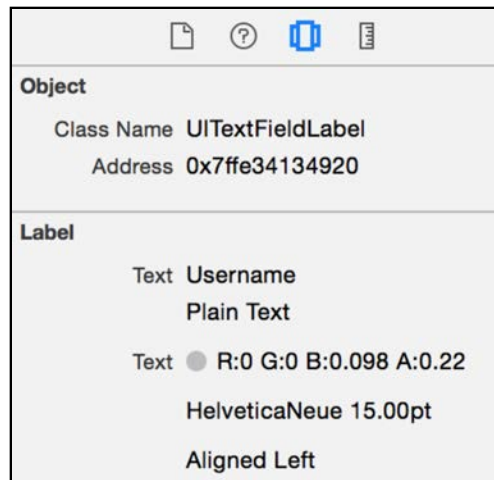 Object
Class Name UITextFieldLabel
Address 0x7ffe34134920
Label
Text Username
Plain Text
Text R:0 G:0 B:0.098 A:0.22
HelveticaNeue 15.00pt
Aligned Left